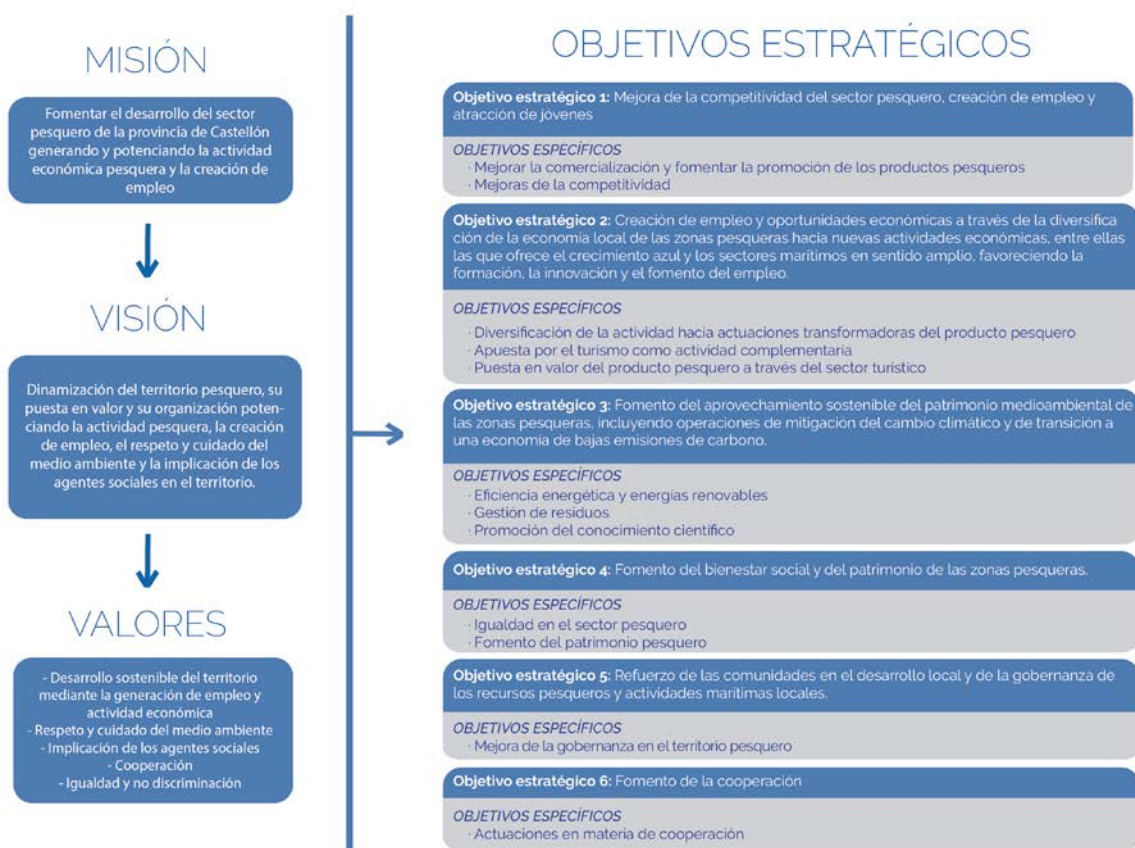 MISIÓN
Fomentar el desarrollo del sector
pesquero de la provincia de Castellón
generando y potenciando la actividad
económica pesquera y la creación de
empleo
VISIÓN
Dinamización del territorio pesquero, su
puesta en valor y su organización poten-
ciando la actividad pesquera, la creación
de empleo, el respeto y cuidado del
medio ambiente y la implicación de los
agentes sociales en el territorio.
VALORES
- Desarrollo sostenible del territorio
mediante la generación de empleo y
actividad económica
- Respeto y cuidado del medio ambiente
- Implicación de los agentes sociales
- Cooperación
- Igualdad y no discriminación
OBJETIVOS ESTRATÉGICOS
Objetivo estratégico 1: Mejora de la competitividad del sector pesquero, creación de empleo y
atracción de jóvenes
OBJETIVOS ESPECÍFICOS
· Mejorar la comercialización y fomentar la promoción de los productos pesqueros
· Mejoras de la competitividad
Objetivo estratégico 2: Creación de empleo y oportunidades económicas a través de la diversifica
ción de la economía local de las zonas pesqueras hacia nuevas actividades económicas, entre ellas
las que ofrece el crecimiento azul y los sectores marítimos en sentido amplio, favoreciendo la
formación, la innovación y el fomento del empleo.
OBJETIVOS ESPECÍFICOS
· Diversificación de la actividad hacia actuaciones transformadoras del producto pesquero
· Apuesta por el turismo como actividad complementaria
· Puesta en valor del producto pesquero a través del sector turístico
Objetivo estratégico 3: Fomento del aprovechamiento sostenible del patrimonio medioambiental de
las zonas pesqueras, incluyendo operaciones de mitigación del cambio climático y de transición a
una economía de bajas emisiones de carbono.
OBJETIVOS ESPECÍFICOS
· Eficiencia energética y energías renovables
· Gestión de residuos
· Promoción del conocimiento científico
Objetivo estratégico 4: Fomento del bienestar social y del patrimonio de las zonas pesqueras.
OBJETIVOS ESPECÍFICOS
· Igualdad en el sector pesquero
· Fomento del patrimonio pesquero
Objetivo estratégico 5: Refuerzo de las comunidades en el desarrollo local y de la gobernanza de
los recursos pesqueros y actividades marítimas locales.
OBJETIVOS ESPECÍFICOS
· Mejora de la gobernanza en el territorio pesquero
Objetivo estratégico 6: Fomento de la cooperación
OBJETIVOS ESPECÍFICOS
· Actuaciones en materia de cooperación